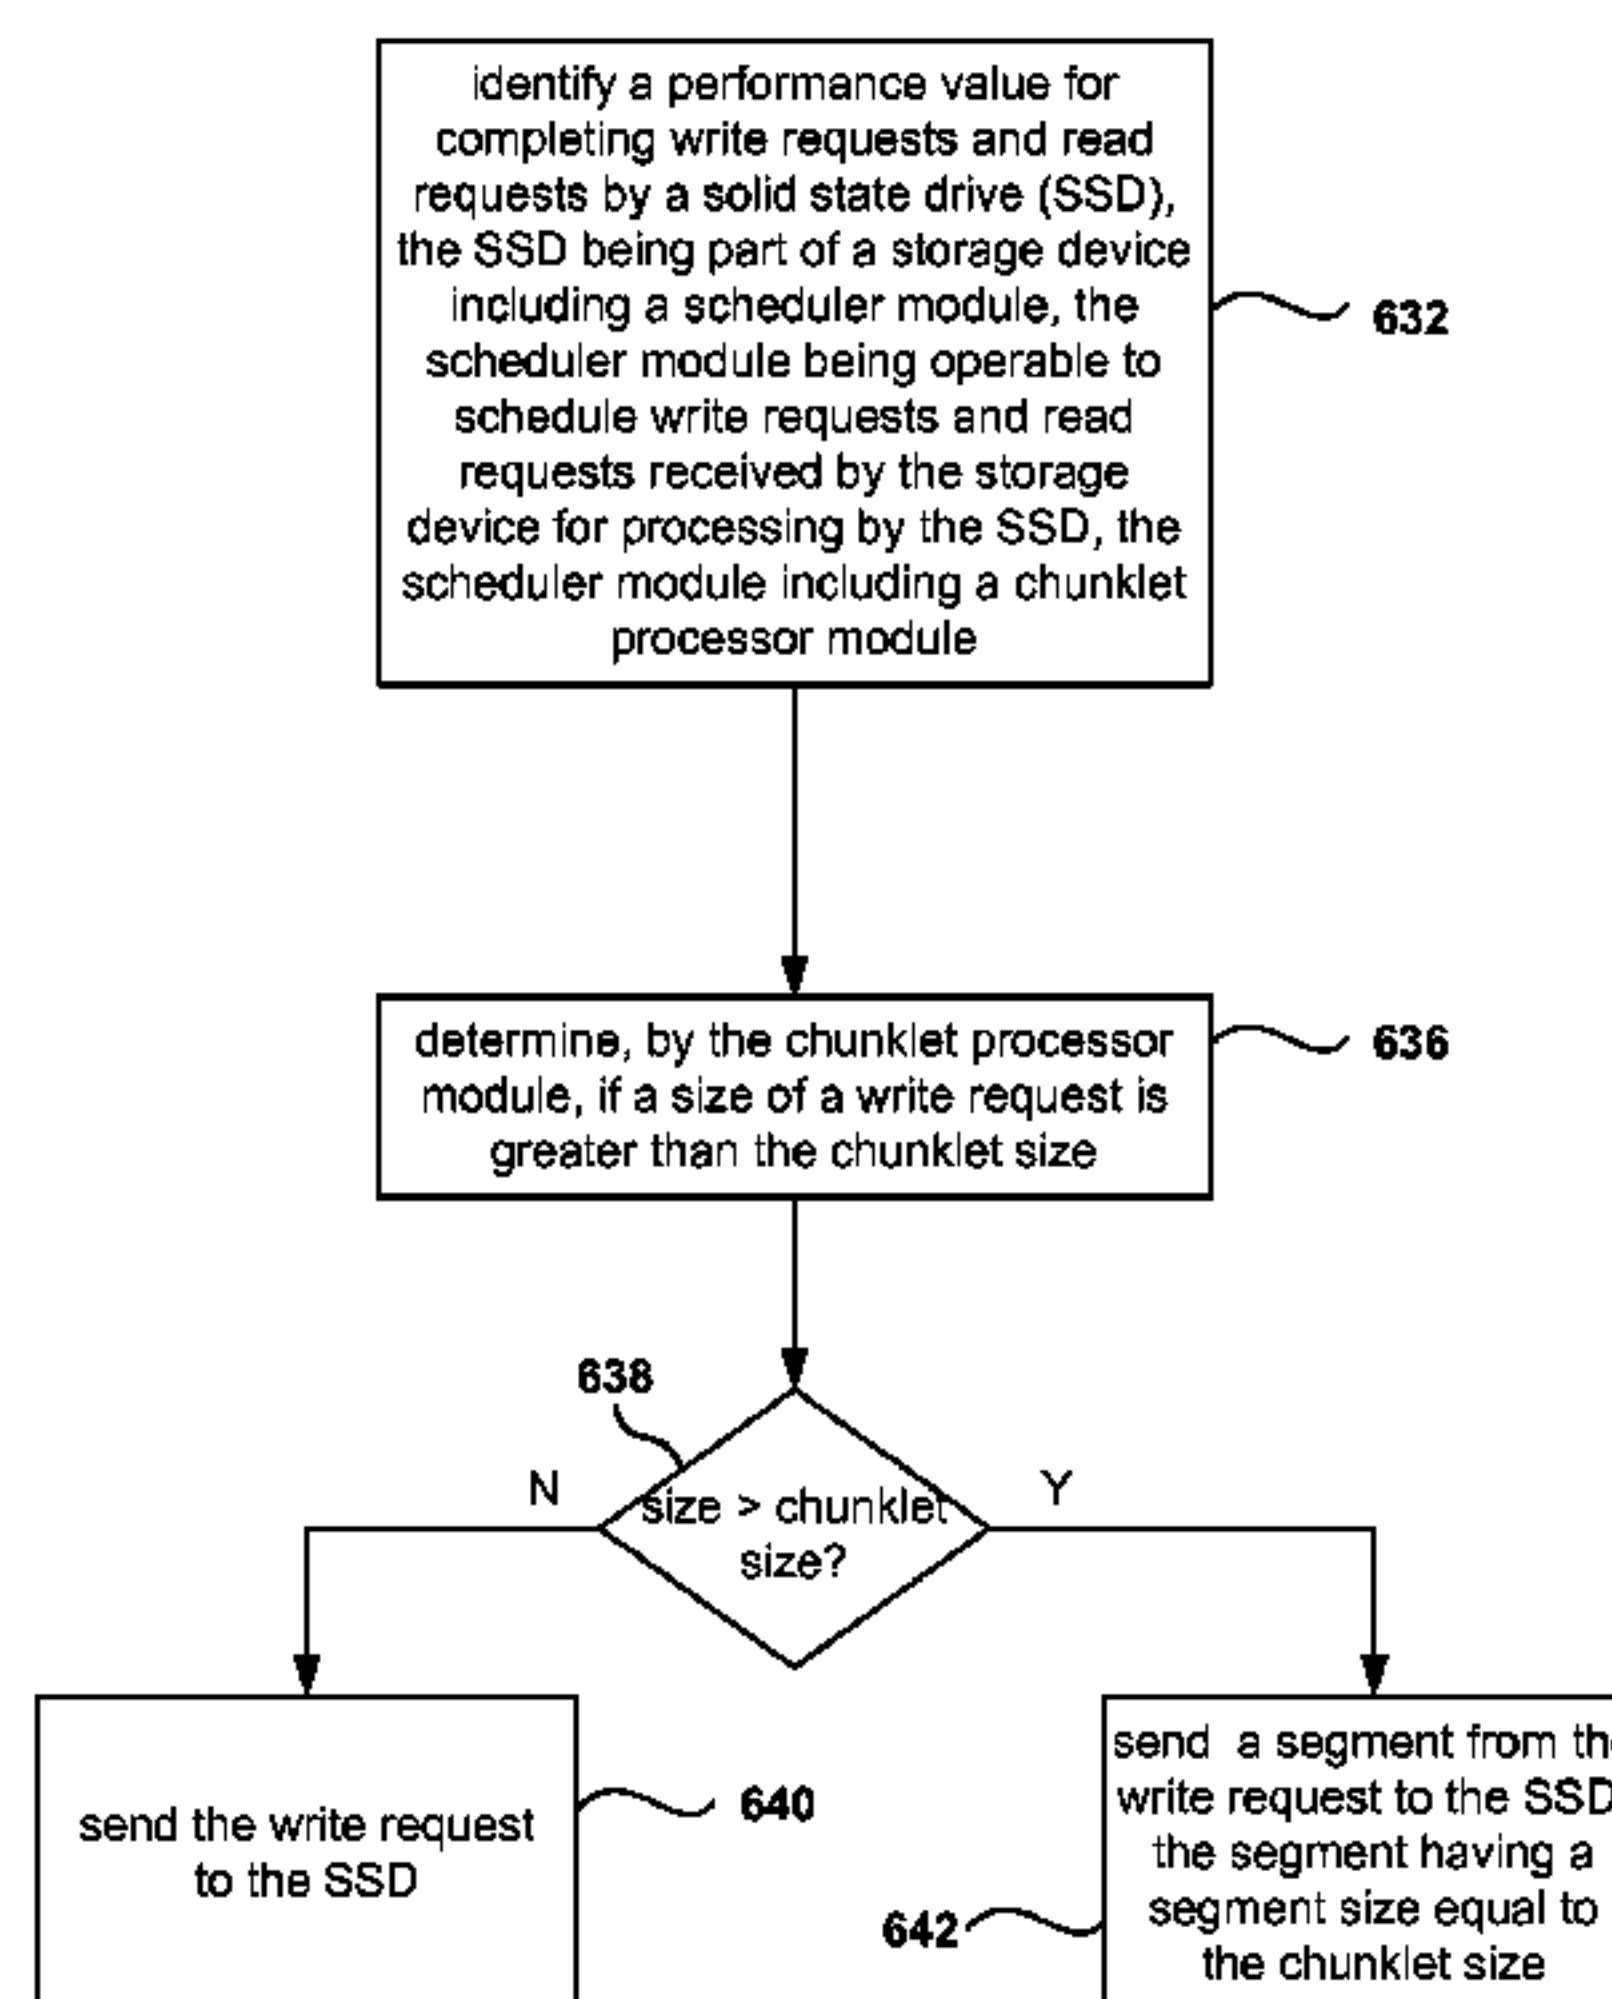 identify a performance value for
completing write requests and read
requests by a solid state drive (SSD),
the SSD being part of a storage device
including a scheduler module, the
scheduler module being operable to
schedule write requests and read
requests received by the storage
device for processing by the SSD, the
scheduler module including a chunklet
processor module
632
determine, by the chunklet processor
module, if a size of a write request is
greater than the chunklet size
636
638
N
size > chunklet
size?
Y
send the write request
to the SSD
640
send a segment from
write request to the SSD
the segment having a
segment size equal to
the chunklet size
642